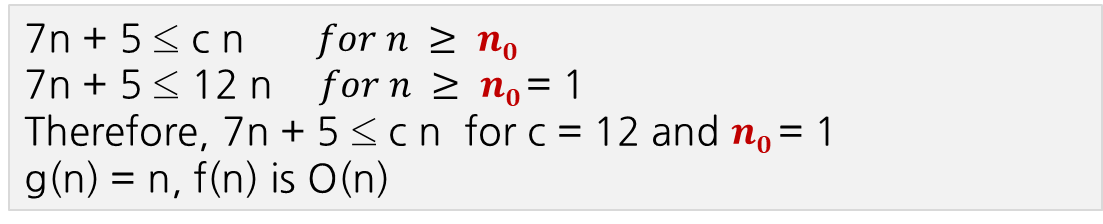 7n + 5 ≤ c n for n ≥ n₀
7n + 5 ≤ 12 n for n ≥ n₀ = 1
Therefore, 7n + 5 ≤ c n for c = 12 and n₀ = 1
g(n) = n, f(n) is O(n)